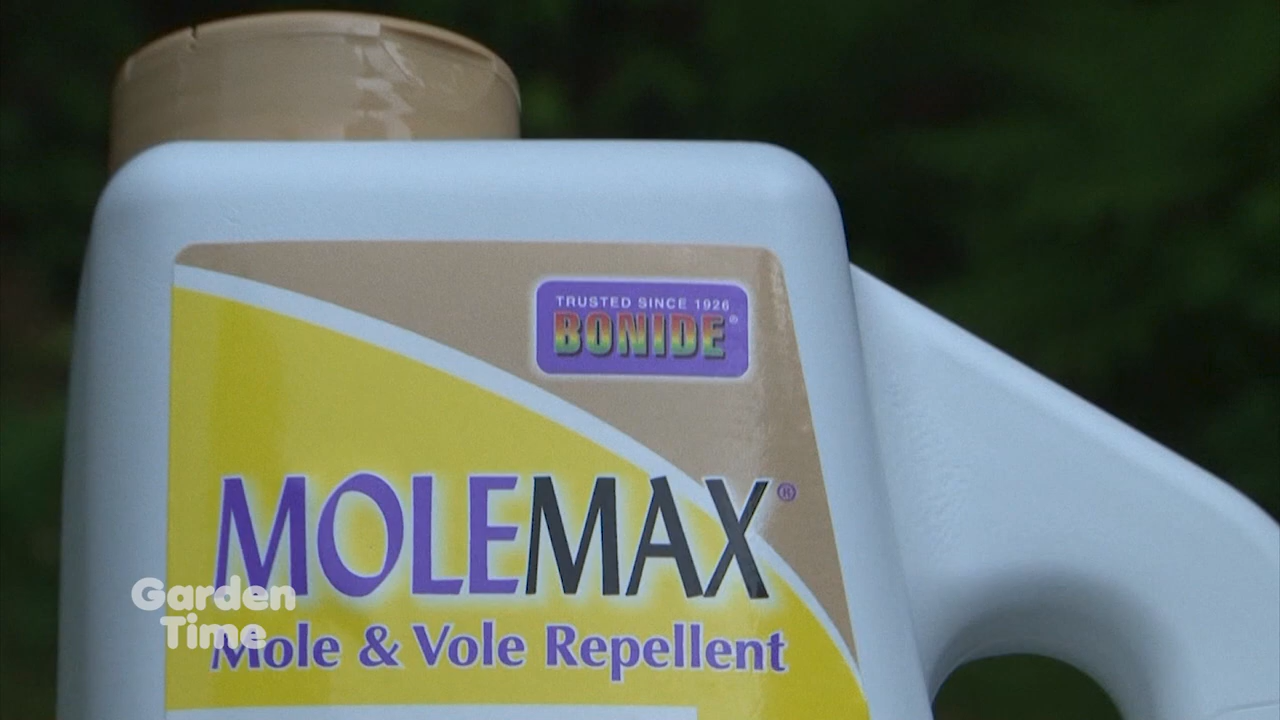 TRUSTED SINCE 1926
BONIDE®
MOLEMAX®
Mole & Vole Repellent
Garden
Time